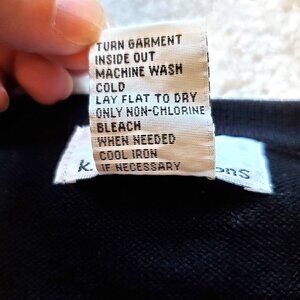 TURN GARMENT
INSIDE OUT
MACHINE WASH
COLD
LAY FLAT TO DRY
ONLY NON-CHLORINE
BLEACH
WHEN NEEDED
COOL IRON
IF NECESSARY